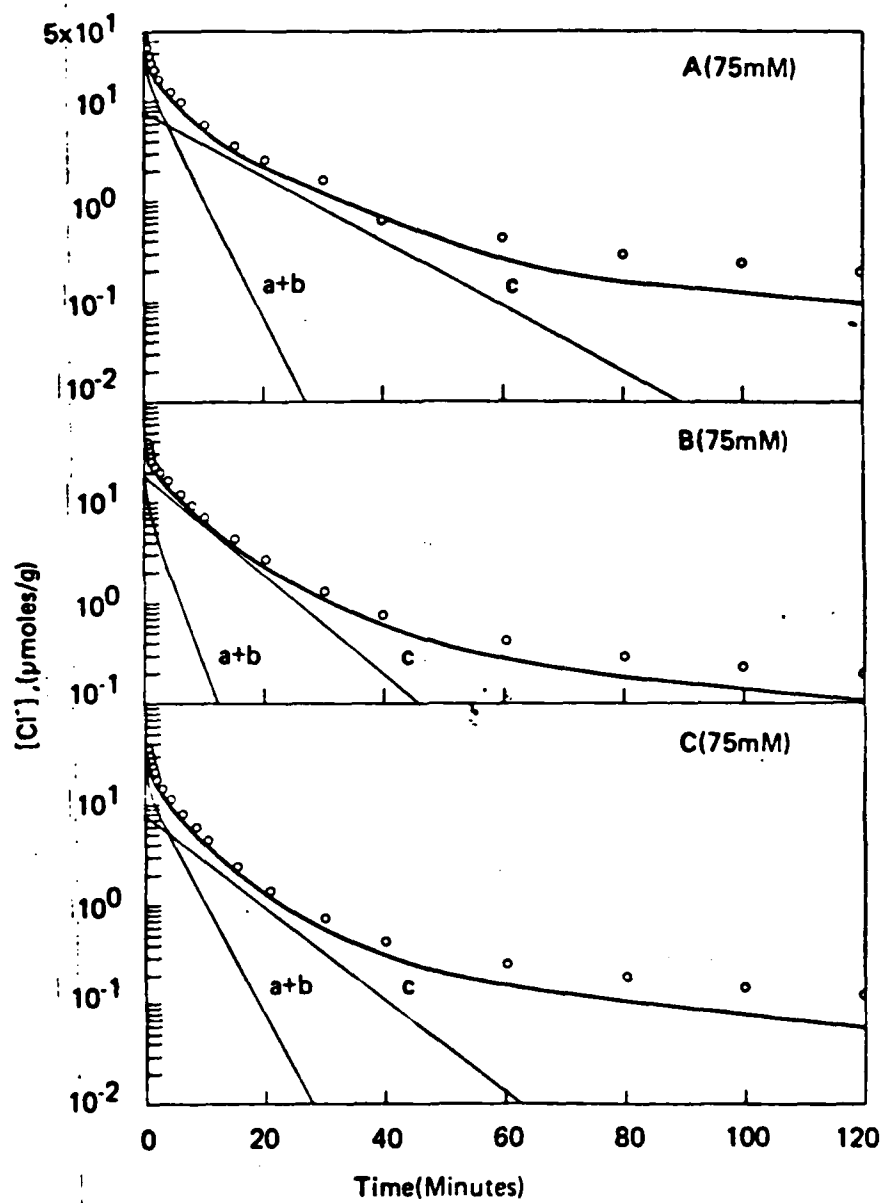 5x10¹
A(75mM)
10¹
10⁰
a+b
c
10⁻¹
10⁻²
B(75mM)
10¹
[Cl⁻],(μmoles/g)
10⁰
a+b
c
10⁻¹
C(75mM)
10¹
10⁰
a+b
c
10⁻¹
10⁻²
0 20 40 60 80 100 120
Time(Minutes)